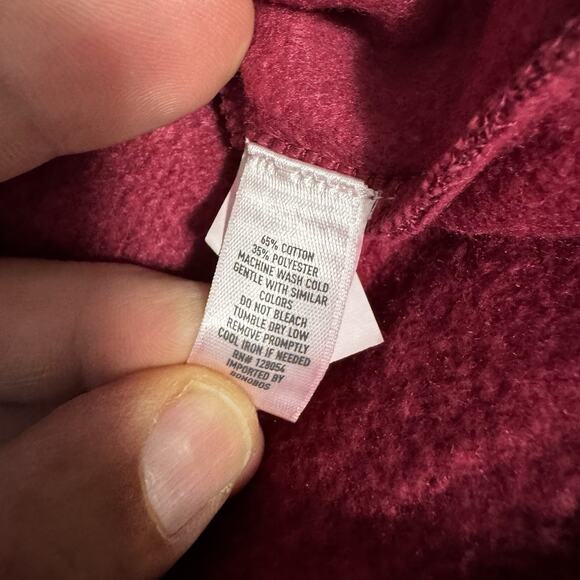 65% COTTON
35% POLYESTER
MACHINE WASH COLD
GENTLE WITH SIMILAR
COLORS
DO NOT BLEACH
TUMBLE DRY LOW
REMOVE PROMPTLY
COOL IRON IF NEEDED
RN# 128054
IMPORTED BY
BONOBOS